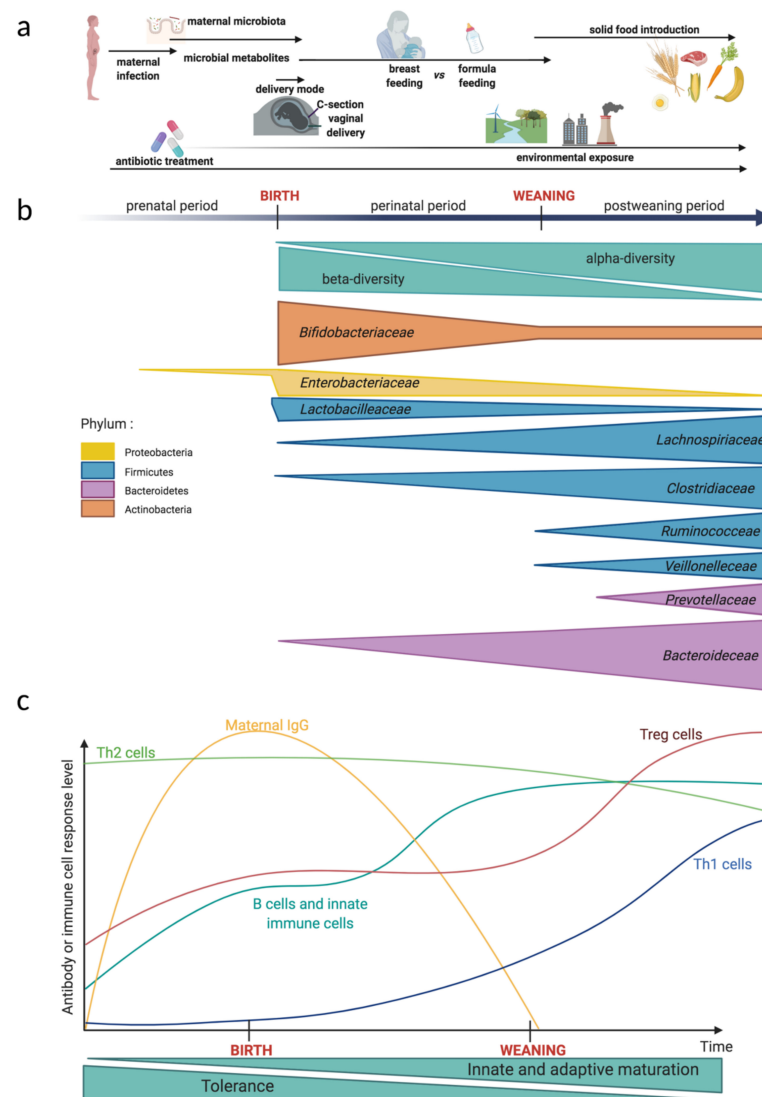 a
maternal microbiota
solid food introduction
maternal
infection
microbial metabolites
breast
feeding
vs
formula
feeding
delivery mode
C-section
vaginal
delivery
antibiotic treatment
environmental exposure
b
BIRTH
WEANING
prenatal period
perinatal period
postweaning period
alpha-diversity
beta-diversity
Bifidobacteriaceae
Enterobacteriaceae
Lactobacilleaceae
Phylum :
Proteobacteria
Firmicutes
Bacteroidetes
Actinobacteria
Lachnospiriaceae
Clostridiaceae
Ruminococceae
Veillonelleceae
Prevotellaceae
Bacteroideceae
c
Maternal IgG
Treg cells
Th2 cells
Th1 cells
B cells and innate
immune cells
Antibody or immune cell response level
BIRTH
WEANING
Time
Innate and adaptive maturation
Tolerance